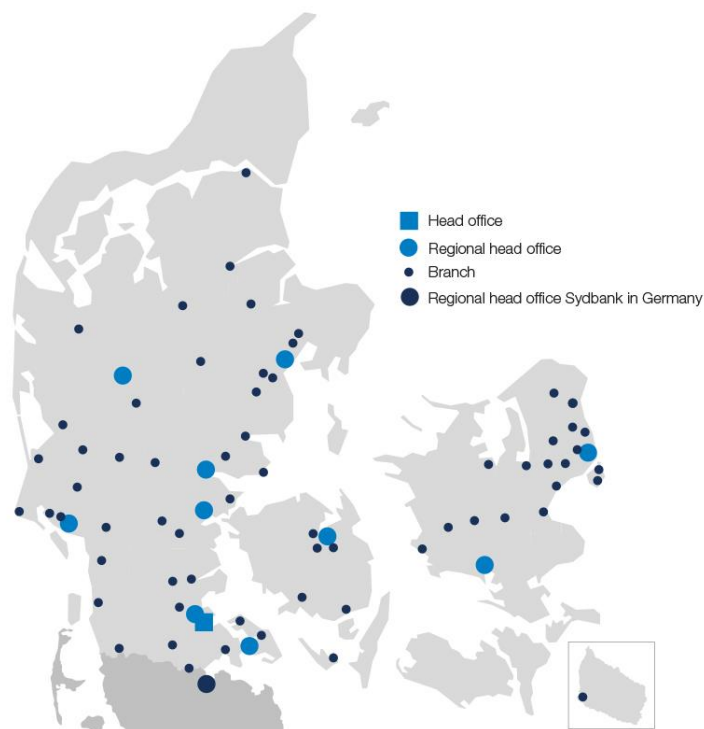 Head office
Regional head office
Branch
Regional head office Sydbank in Germany